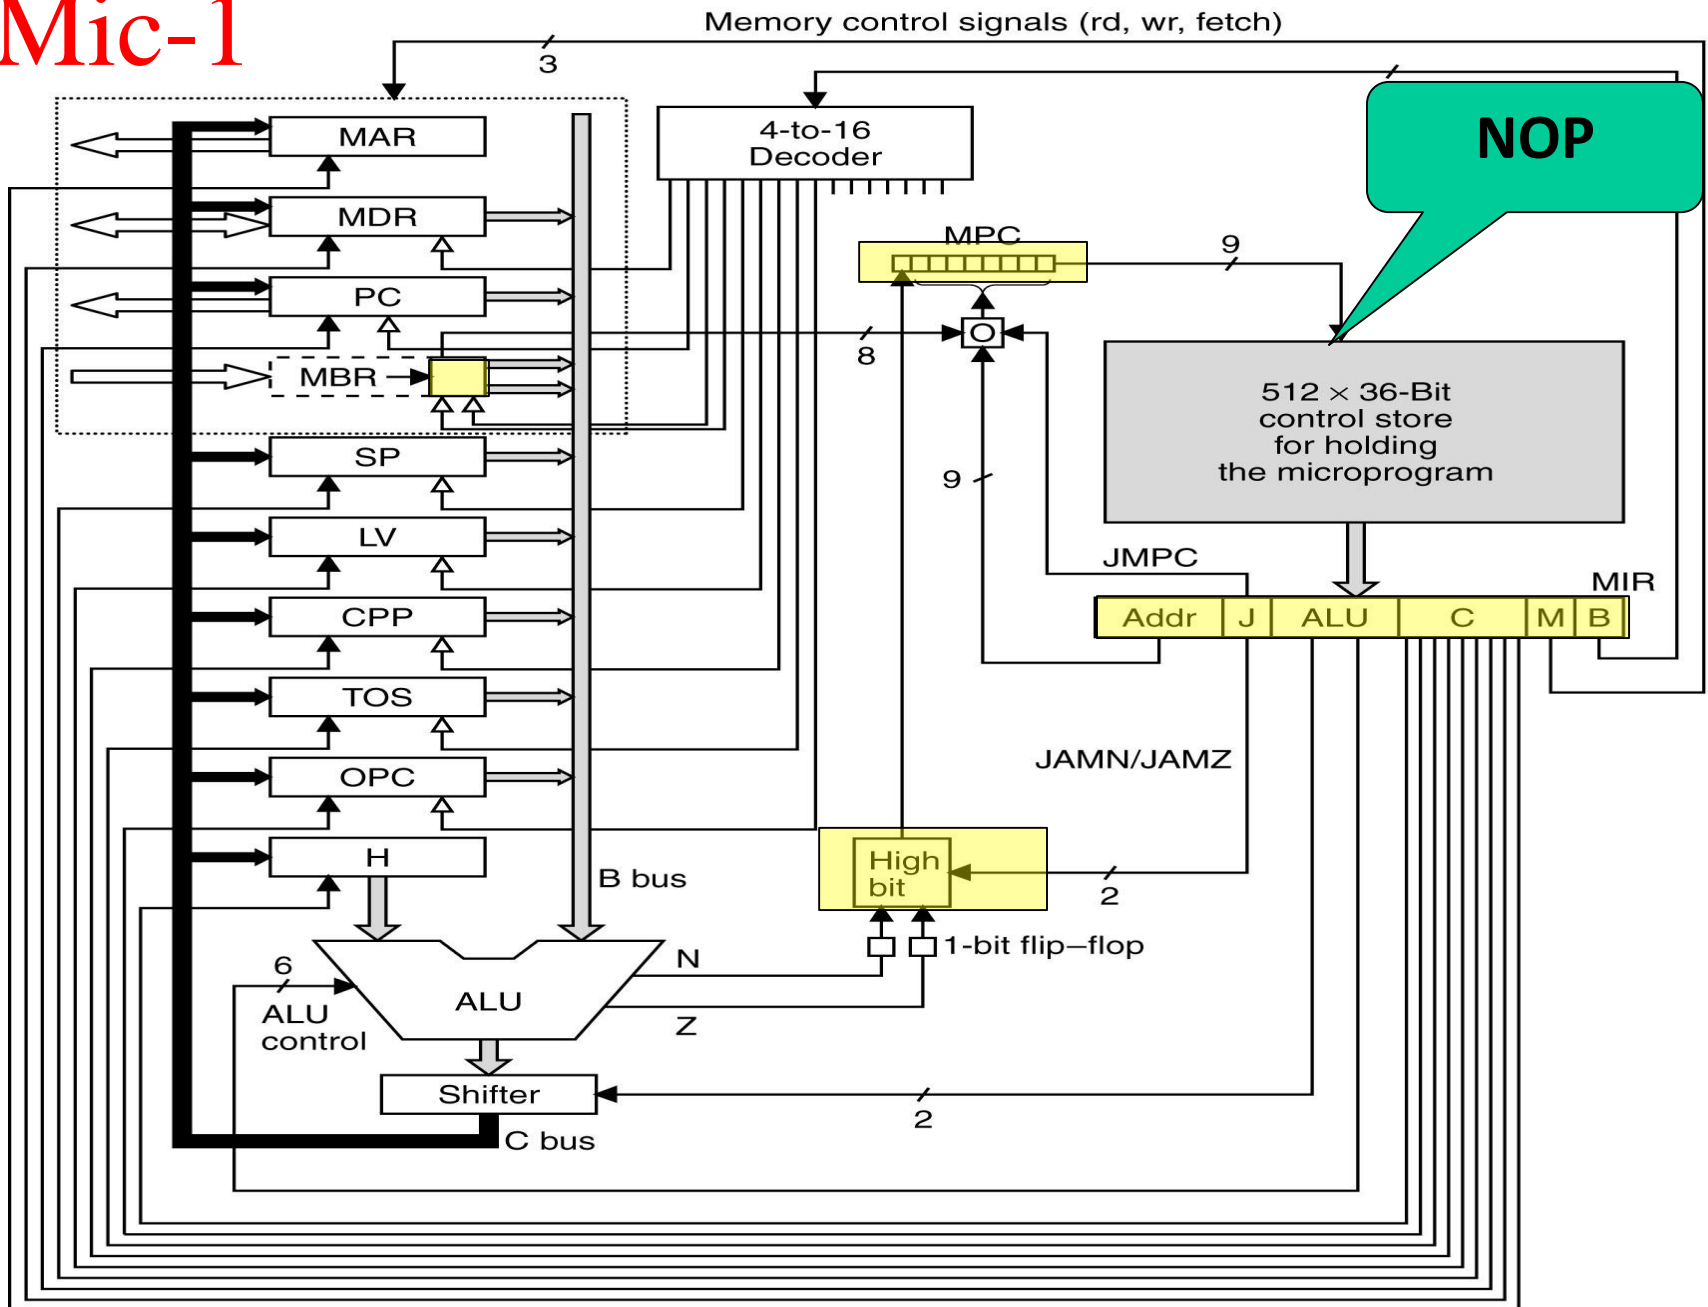 Mic-1
Memory control signals (rd, wr, fetch)
3
MAR
4-to-16
Decoder
NOP
MDR
MPC
9
PC
O
8
MBR
512 × 36-Bit
control store
for holding
the microprogram
SP
9
LV
JMPC
MIR
CPP
Addr J ALU C M B
TOS
JAMN/JAMZ
OPC
H
High
bit
B bus
2
1-bit flip–flop
N
6
ALU
ALU
control
Z
Shifter
2
C bus